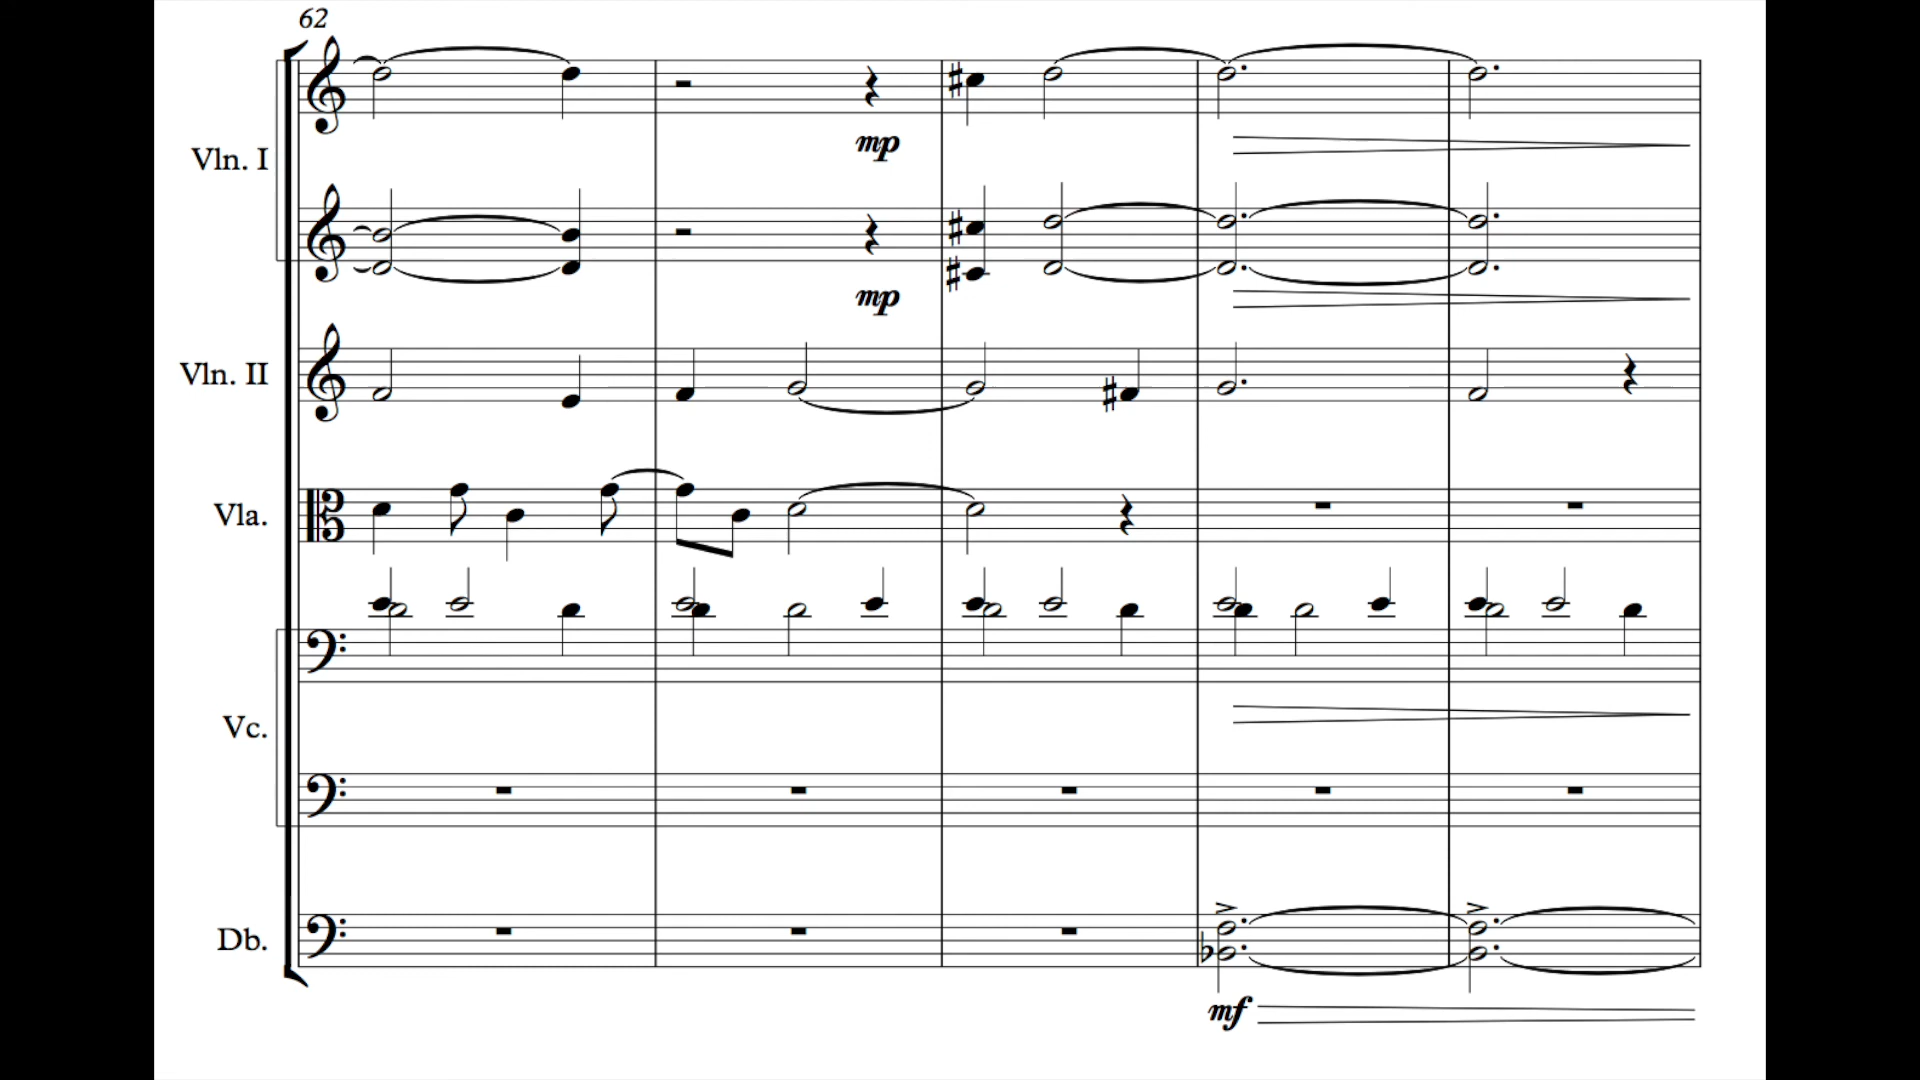 62
mp
Vln. I
mp
Vln. II
Vla.
Vc.
Db.
mf